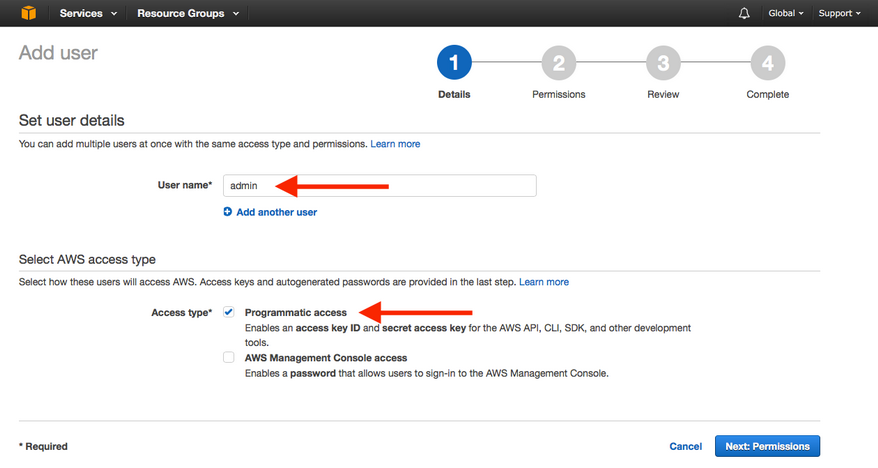 Services Resource Groups Global Support
Add user
1 2 3 4
Details Permissions Review Complete
Set user details
You can add multiple users at once with the same access type and permissions. Learn more
User name* admin
Add another user
Select AWS access type
Select how these users will access AWS. Access keys and autogenerated passwords are provided in the last step. Learn more
Access type* Programmatic access
Enables an access key ID and secret access key for the AWS API, CLI, SDK, and other development
tools.
AWS Management Console access
Enables a password that allows users to sign-in to the AWS Management Console.
* Required Cancel Next: Permissions